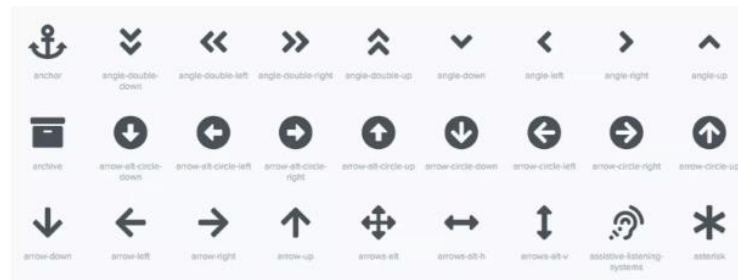 anchor angle-double-down angle-double-left angle-double-right angle-double-up angle-down angle-left angle-right angle-up
archive arrow-alt-circle-down arrow-alt-circle-left arrow-alt-circle-right arrow-alt-circle-up arrow-circle-down arrow-circle-left arrow-circle-right arrow-circle-up
arrow-down arrow-left arrow-right arrow-up arrows-alt arrows-alt-h arrows-alt-v assistive-listening-systems asterisk